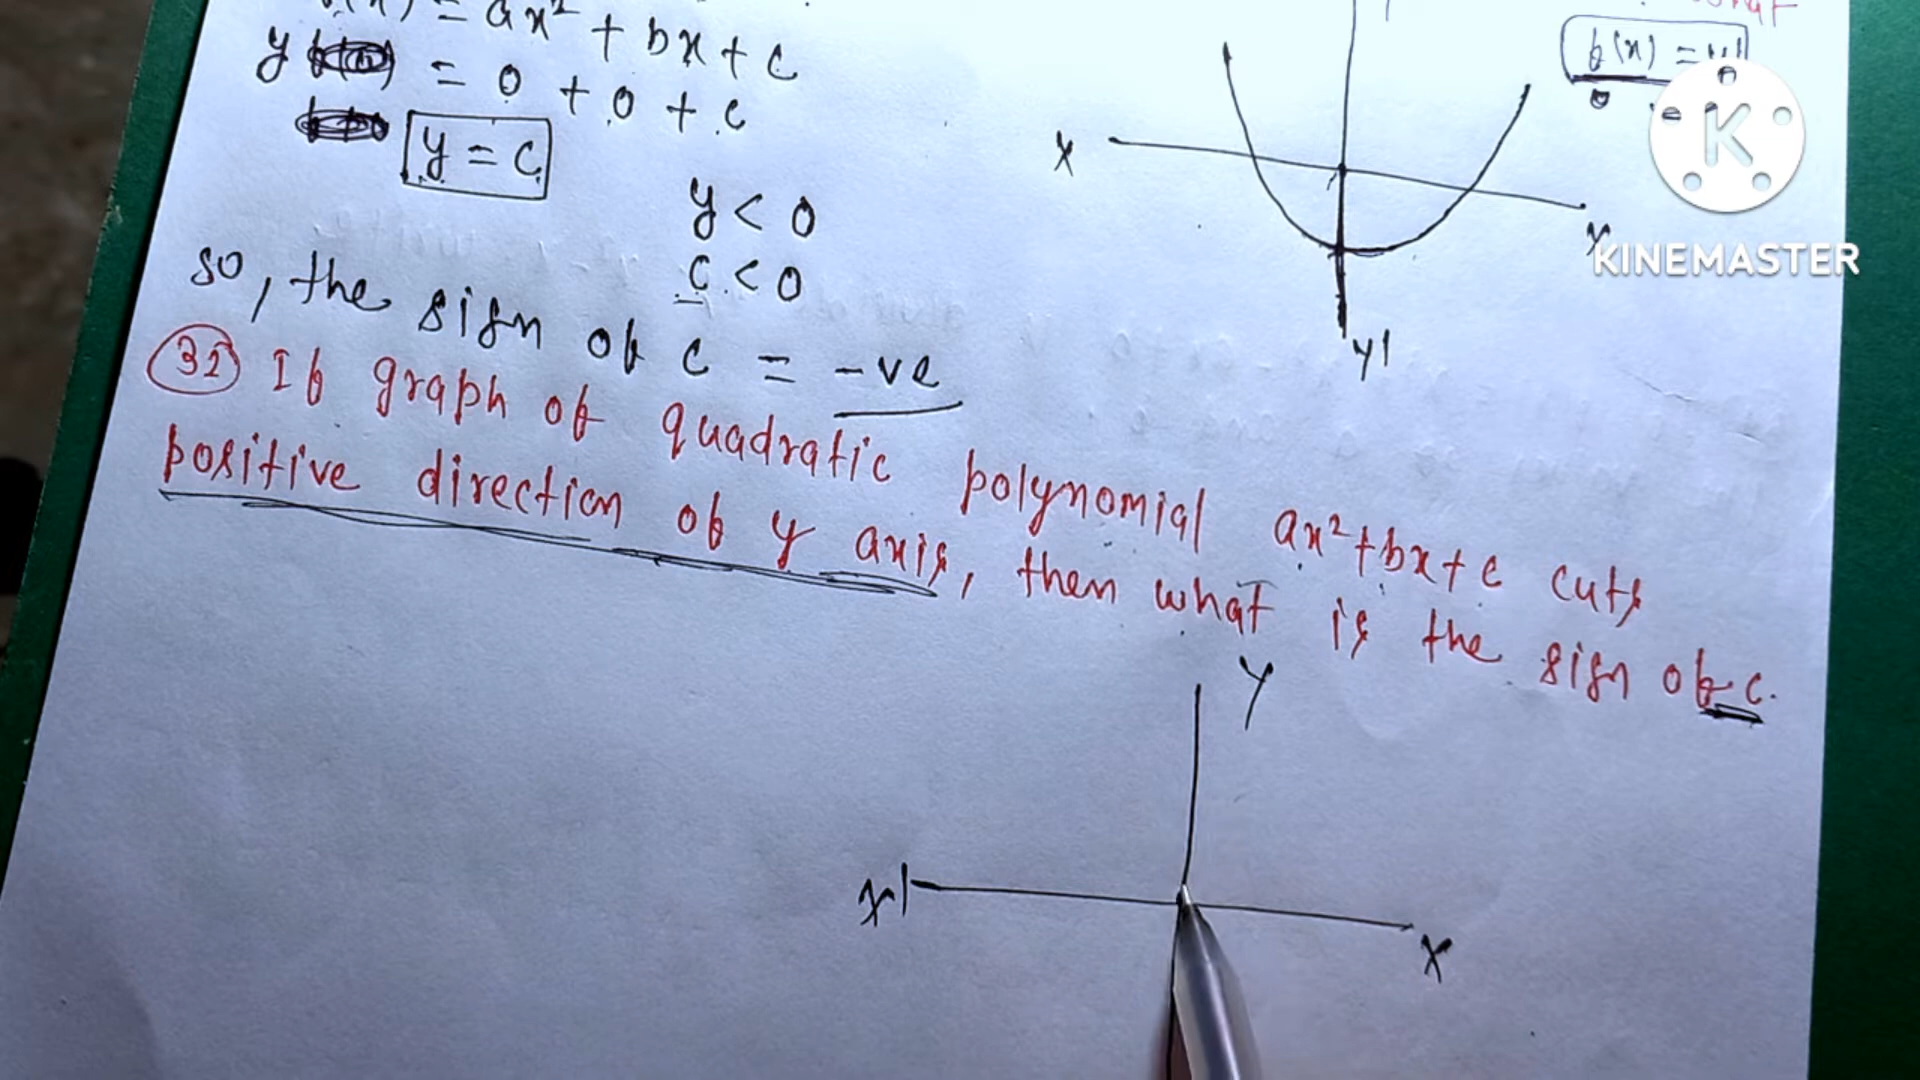 = ax² + bx + c
y = 0 + 0 + c
y = c
y < 0
c < 0
so, the sign of c = -ve
(32) If graph of quadratic polynomial ax²+bx+c cuts
positive direction of y axis, then what is the sign of c.
X
y'
f(x) =
KINEMASTER
Y
x'
X